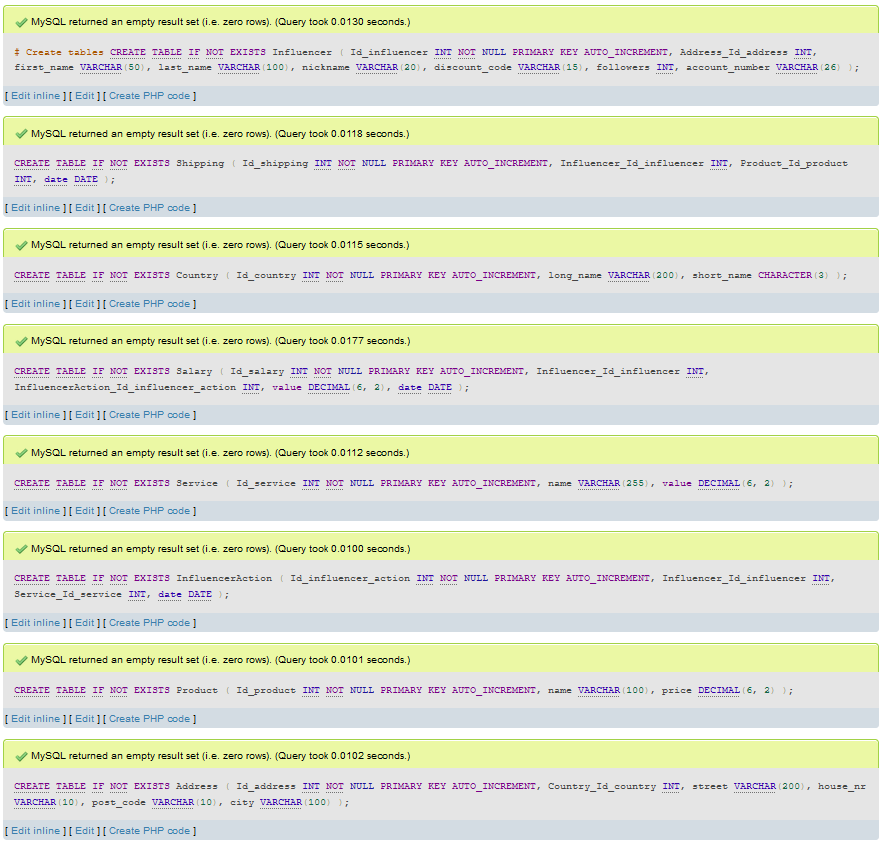 MySQL returned an empty result set (i.e. zero rows). (Query took 0.0130 seconds.)
# Create tables CREATE TABLE IF NOT EXISTS Influencer ( Id_influencer INT NOT NULL PRIMARY KEY AUTO_INCREMENT, Address_Id_address INT,
first_name VARCHAR(50), last_name VARCHAR(100), nickname VARCHAR(20), discount_code VARCHAR(15), followers INT, account_number VARCHAR(26) );
[ Edit inline ] [ Edit ] [ Create PHP code ]
MySQL returned an empty result set (i.e. zero rows). (Query took 0.0118 seconds.)
CREATE TABLE IF NOT EXISTS Shipping ( Id_shipping INT NOT NULL PRIMARY KEY AUTO_INCREMENT, Influencer_Id_influencer INT, Product_Id_product
INT, date DATE );
[ Edit inline ] [ Edit ] [ Create PHP code ]
MySQL returned an empty result set (i.e. zero rows). (Query took 0.0115 seconds.)
CREATE TABLE IF NOT EXISTS Country ( Id_country INT NOT NULL PRIMARY KEY AUTO_INCREMENT, long_name VARCHAR(200), short_name CHARACTER(3) );
[ Edit inline ] [ Edit ] [ Create PHP code ]
MySQL returned an empty result set (i.e. zero rows). (Query took 0.0177 seconds.)
CREATE TABLE IF NOT EXISTS Salary ( Id_salary INT NOT NULL PRIMARY KEY AUTO_INCREMENT, Influencer_Id_influencer INT,
InfluencerAction_Id_influencer_action INT, value DECIMAL(6, 2), date DATE );
[ Edit inline ] [ Edit ] [ Create PHP code ]
MySQL returned an empty result set (i.e. zero rows). (Query took 0.0112 seconds.)
CREATE TABLE IF NOT EXISTS Service ( Id_service INT NOT NULL PRIMARY KEY AUTO_INCREMENT, name VARCHAR(255), value DECIMAL(6, 2) );
[ Edit inline ] [ Edit ] [ Create PHP code ]
MySQL returned an empty result set (i.e. zero rows). (Query took 0.0100 seconds.)
CREATE TABLE IF NOT EXISTS InfluencerAction ( Id_influencer_action INT NOT NULL PRIMARY KEY AUTO_INCREMENT, Influencer_Id_influencer INT,
Service_Id_service INT, date DATE );
[ Edit inline ] [ Edit ] [ Create PHP code ]
MySQL returned an empty result set (i.e. zero rows). (Query took 0.0101 seconds.)
CREATE TABLE IF NOT EXISTS Product ( Id_product INT NOT NULL PRIMARY KEY AUTO_INCREMENT, name VARCHAR(100), price DECIMAL(6, 2) );
[ Edit inline ] [ Edit ] [ Create PHP code ]
MySQL returned an empty result set (i.e. zero rows). (Query took 0.0102 seconds.)
CREATE TABLE IF NOT EXISTS Address ( Id_address INT NOT NULL PRIMARY KEY AUTO_INCREMENT, Country_Id_country INT, street VARCHAR(200), house_nr
VARCHAR(10), post_code VARCHAR(10), city VARCHAR(100) );
[ Edit inline ] [ Edit ] [ Create PHP code ]